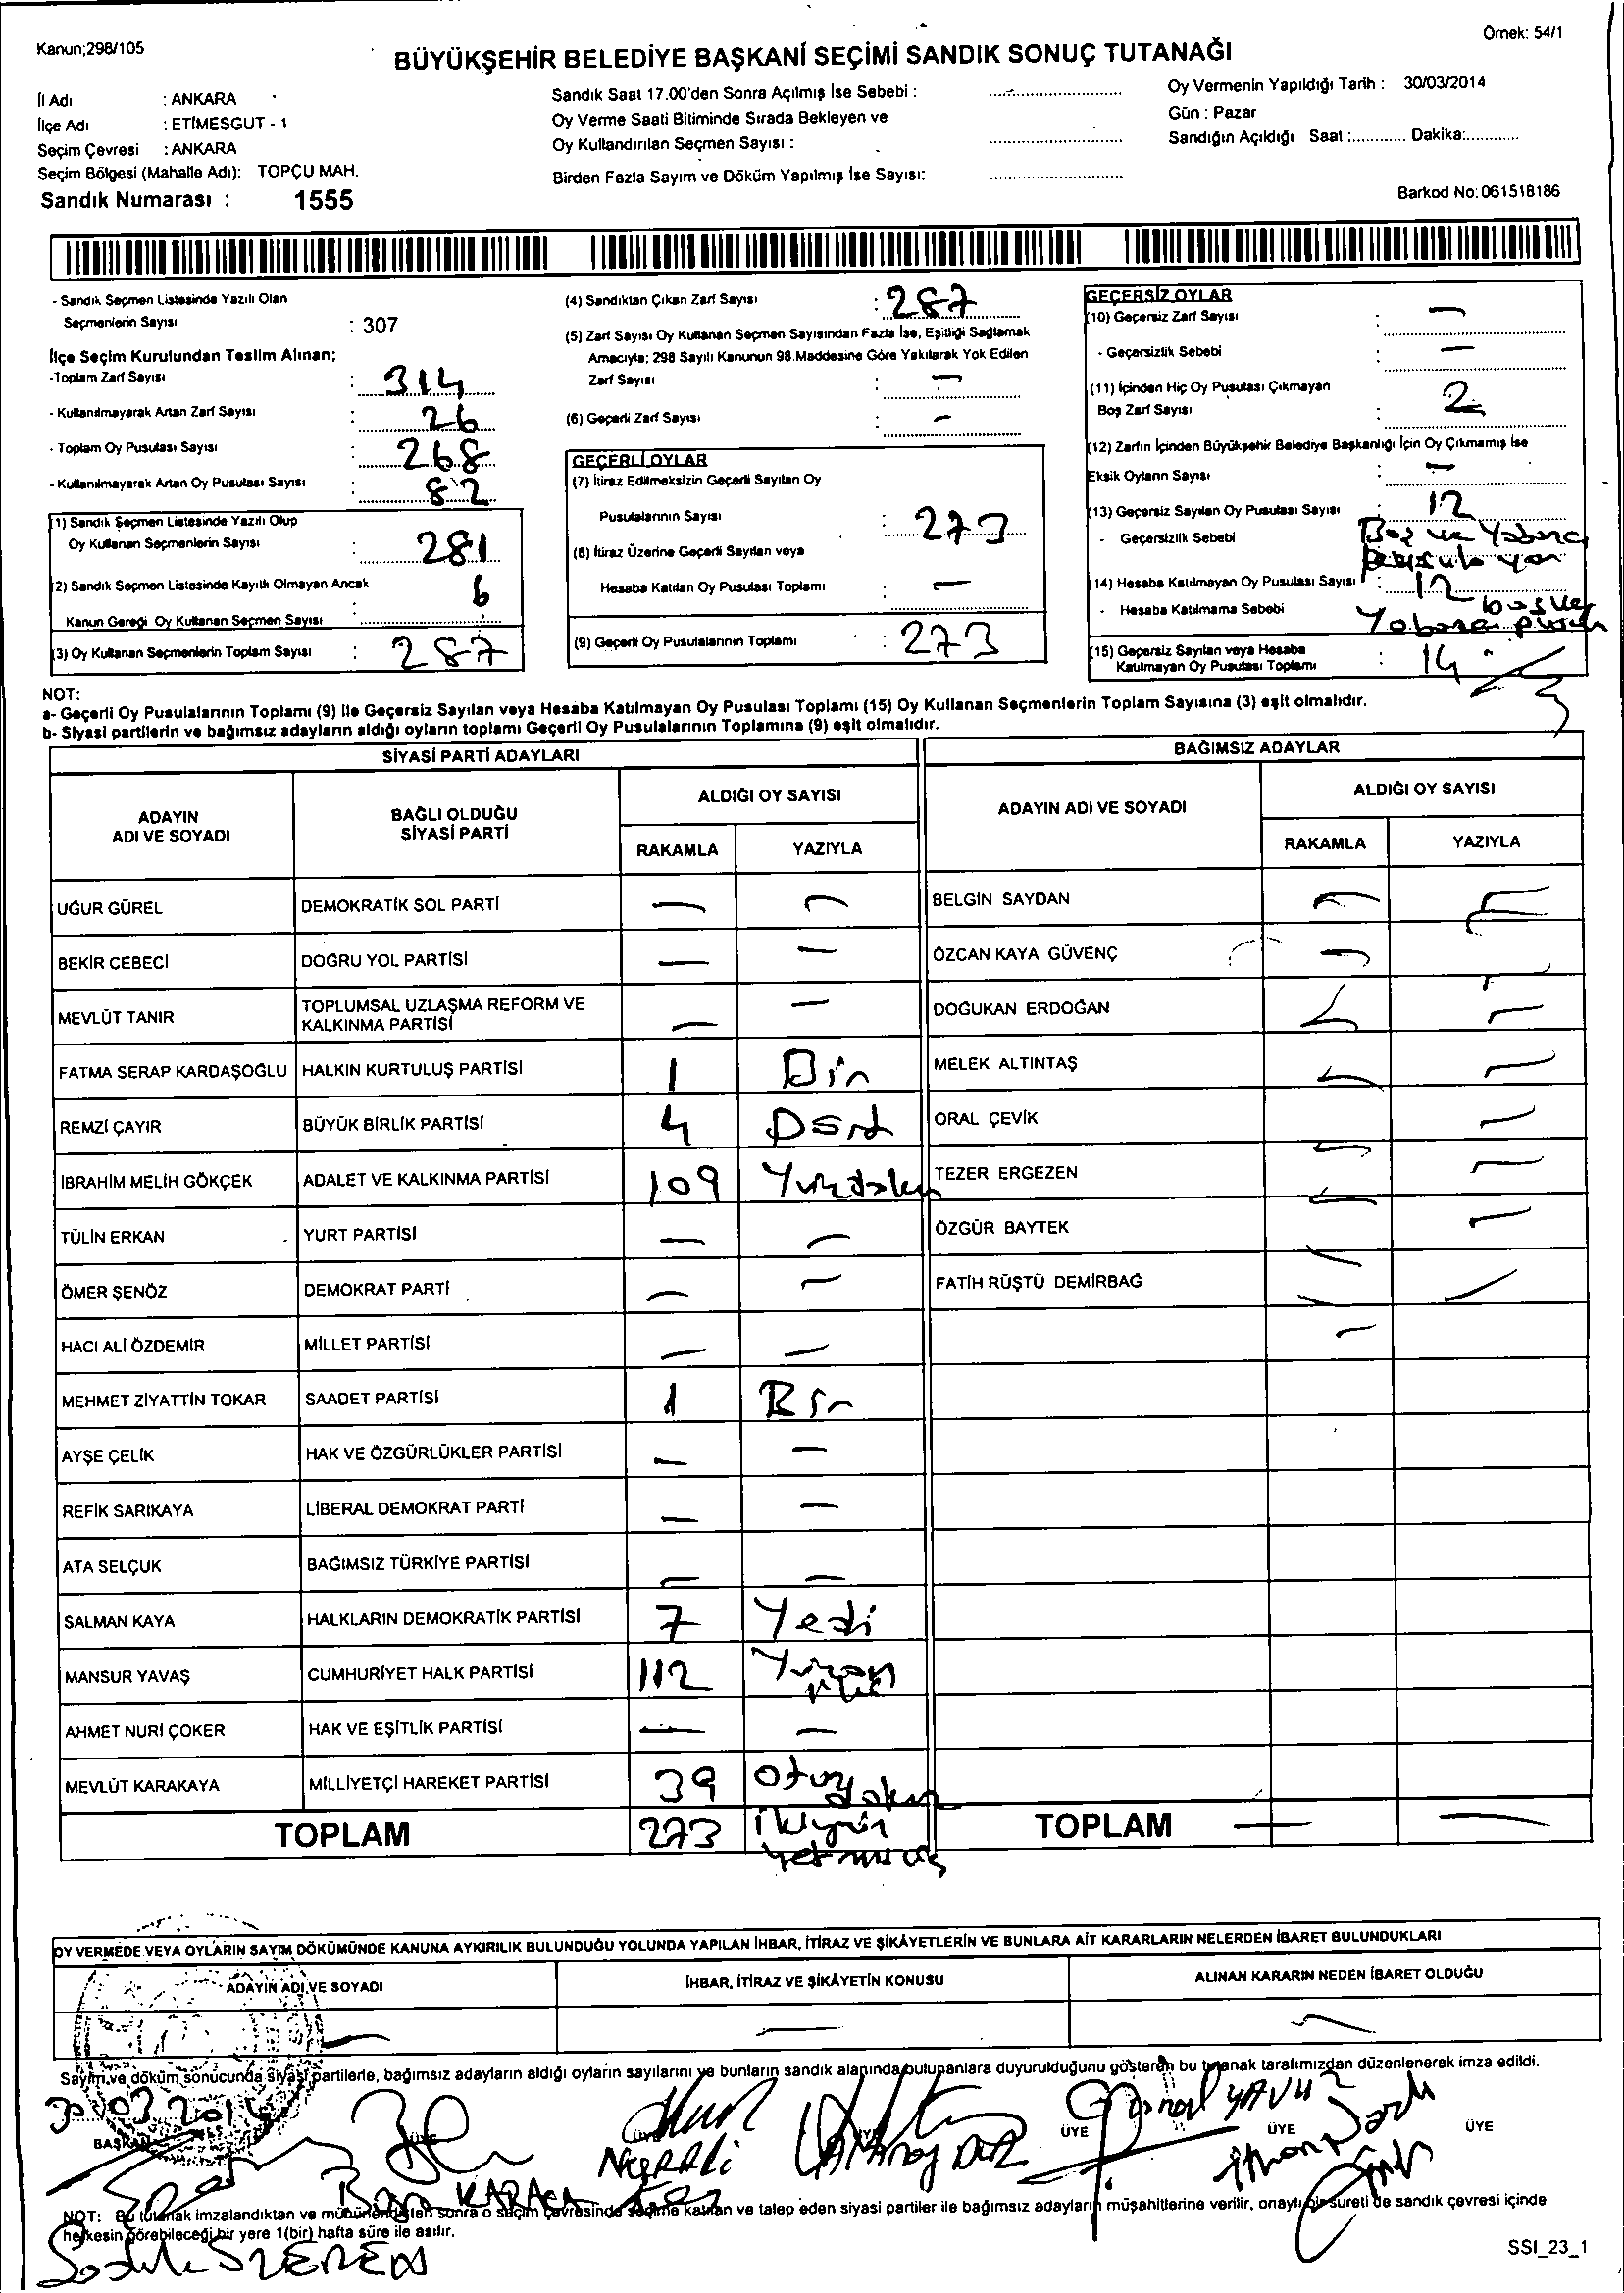 Kanun;298/105
Örnek: 54/1
BÜYÜKŞEHİR BELEDİYE BAŞKANİ SEÇİMİ SANDIK SONUÇ TUTANAĞI
İl Adı : ANKARA
İlçe Adı : ETİMESGUT - 1
Seçim Çevresi : ANKARA
Seçim Bölgesi (Mahalle Adı): TOPÇU MAH.
Sandık Numarası : 1555
Sandık Saat 17.00'den Sonra Açılmış İse Sebebi :
Oy Verme Saati Bitiminde Sırada Bekleyen ve
Oy Kullandırılan Seçmen Sayısı :
Birden Fazla Sayım ve Döküm Yapılmış İse Sayısı:
Oy Vermenin Yapıldığı Tarih : 30/03/2014
Gün : Pazar
Sandığın Açıldığı Saat :............ Dakika:............
Barkod No: 061518186
- Sandık Seçmen Listesinde Yazılı Olan
Seçmenlerin Sayısı : 307
İlçe Seçim Kurulundan Teslim Alınan;
-Toplam Zarf Sayısı : 314
- Kullanılmayarak Artan Zarf Sayısı : 26
- Toplam Oy Pusulası Sayısı : 268
- Kullanılmayarak Artan Oy Pusulası Sayısı : 82
(1) Sandık Seçmen Listesinde Yazılı Olup
Oy Kullanan Seçmenlerin Sayısı : 281
(2) Sandık Seçmen Listesinde Kayıtlı Olmayan Ancak
Kanun Gereği Oy Kullanan Seçmen Sayısı : 6
(3) Oy Kullanan Seçmenlerin Toplam Sayısı : 287
(4) Sandıktan Çıkan Zarf Sayısı : 287
(5) Zarf Sayısı Oy Kullanan Seçmen Sayısından Fazla İse, Eşitliği Sağlamak
Amacıyla; 298 Sayılı Kanunun 98.Maddesine Göre Yakılarak Yok Edilen
Zarf Sayısı : —
(6) Geçerli Zarf Sayısı : —
GEÇERLİ OYLAR
(7) İtiraz Edilmeksizin Geçerli Sayılan Oy
Pusulalarının Sayısı : 273
(8) İtiraz Üzerine Geçerli Sayılan veya
Hesaba Katılan Oy Pusulası Toplamı : —
(9) Geçerli Oy Pusulalarının Toplamı : 273
GEÇERSİZ OYLAR
(10) Geçersiz Zarf Sayısı : —
- Geçersizlik Sebebi : —
(11) İçinden Hiç Oy Pusulası Çıkmayan
Boş Zarf Sayısı : 2
(12) Zarfın İçinden Büyükşehir Belediye Başkanlığı İçin Oy Çıkmamış İse
Eksik Oyların Sayısı : —
(13) Geçersiz Sayılan Oy Pusulası Sayısı : 12
- Geçersizlik Sebebi Boş ve Yabancı
(14) Hesaba Katılmayan Oy Pusulası Sayısı : 12
- Hesaba Katılmama Sebebi boş ve
Yabancı
(15) Geçersiz Sayılan veya Hesaba
Katılmayan Oy Pusulası Toplamı : 14
NOT:
a- Geçerli Oy Pusulalarının Toplamı (9) ile Geçersiz Sayılan veya Hesaba Katılmayan Oy Pusulası Toplamı (15) Oy Kullanan Seçmenlerin Toplam Sayısına (3) eşit olmalıdır.
b- Siyasi partilerin ve bağımsız adayların aldığı oyların toplamı Geçerli Oy Pusulalarının Toplamına (9) eşit olmalıdır.
SİYASİ PARTİ ADAYLARI
ADAYIN ADI VE SOYADI
BAĞLI OLDUĞU SİYASİ PARTİ
ALDIĞI OY SAYISI
RAKAMLA YAZIYLA
UĞUR GÜREL DEMOKRATİK SOL PARTİ — —
BEKİR CEBECİ DOĞRU YOL PARTİSİ — —
MEVLÜT TANIR TOPLUMSAL UZLAŞMA REFORM VE KALKINMA PARTİSİ — —
FATMA SERAP KARDAŞOĞLU HALKIN KURTULUŞ PARTİSİ 1 Bir
REMZİ ÇAYIR BÜYÜK BİRLİK PARTİSİ 4 Dört
İBRAHİM MELİH GÖKÇEK ADALET VE KALKINMA PARTİSİ 109 Yüzdokuz
TÜLİN ERKAN YURT PARTİSİ — —
ÖMER ŞENÖZ DEMOKRAT PARTİ — —
HACI ALİ ÖZDEMİR MİLLET PARTİSİ — —
MEHMET ZİYATTİN TOKAR SAADET PARTİSİ 1 Bir
AYŞE ÇELİK HAK VE ÖZGÜRLÜKLER PARTİSİ — —
REFİK SARIKAYA LİBERAL DEMOKRAT PARTİ — —
ATA SELÇUK BAĞIMSIZ TÜRKİYE PARTİSİ — —
SALMAN KAYA HALKLARIN DEMOKRATİK PARTİSİ 7 Yedi
MANSUR YAVAŞ CUMHURİYET HALK PARTİSİ 112 Yüzon iki
AHMET NURİ ÇOKER HAK VE EŞİTLİK PARTİSİ — —
MEVLÜT KARAKAYA MİLLİYETÇİ HAREKET PARTİSİ 39 Otuz dokuz
TOPLAM 273 ikiyüz yetmiş üç
BAĞIMSIZ ADAYLAR
ADAYIN ADI VE SOYADI
ALDIĞI OY SAYISI
RAKAMLA YAZIYLA
BELGİN SAYDAN — —
ÖZCAN KAYA GÜVENÇ — —
DOĞUKAN ERDOĞAN — —
MELEK ALTINTAŞ — —
ORAL ÇEVİK — —
TEZER ERGEZEN — —
ÖZGÜR BAYTEK — —
FATİH RÜŞTÜ DEMİRBAĞ — —
TOPLAM — —
OY VERMEDE VEYA OYLARIN SAYIM DÖKÜMÜNDE KANUNA AYKIRILIK BULUNDUĞU YOLUNDA YAPILAN İHBAR, İTİRAZ VE ŞİKÂYETLERİN VE BUNLARA AİT KARARLARIN NELERDEN İBARET BULUNDUKLARI
ADAYIN ADI VE SOYADI İHBAR, İTİRAZ VE ŞİKÂYETİN KONUSU ALINAN KARARIN NEDEN İBARET OLDUĞU
— — —
Sayım ve döküm sonucunda siyasi partilerle, bağımsız adayların aldığı oyların sayılarını ve bunların sandık alanında bulunanlara duyurulduğunu gösteren bu tutanak tarafımızdan düzenlenerek imza edildi.
30.03.2014
BAŞKAN ÜYE ÜYE ÜYE ÜYE ÜYE
YAVUZ
KARACA
NOT: Bu tutanak imzalandıktan ve mühürlendikten sonra o seçim çevresinde seçime katılan ve talep eden siyasi partiler ile bağımsız adayların müşahitlerine verilir, onaylı bir sureti de sandık çevresi içinde
herkesin görebileceği bir yere 1(bir) hafta süre ile asılır.
SSI_23_1